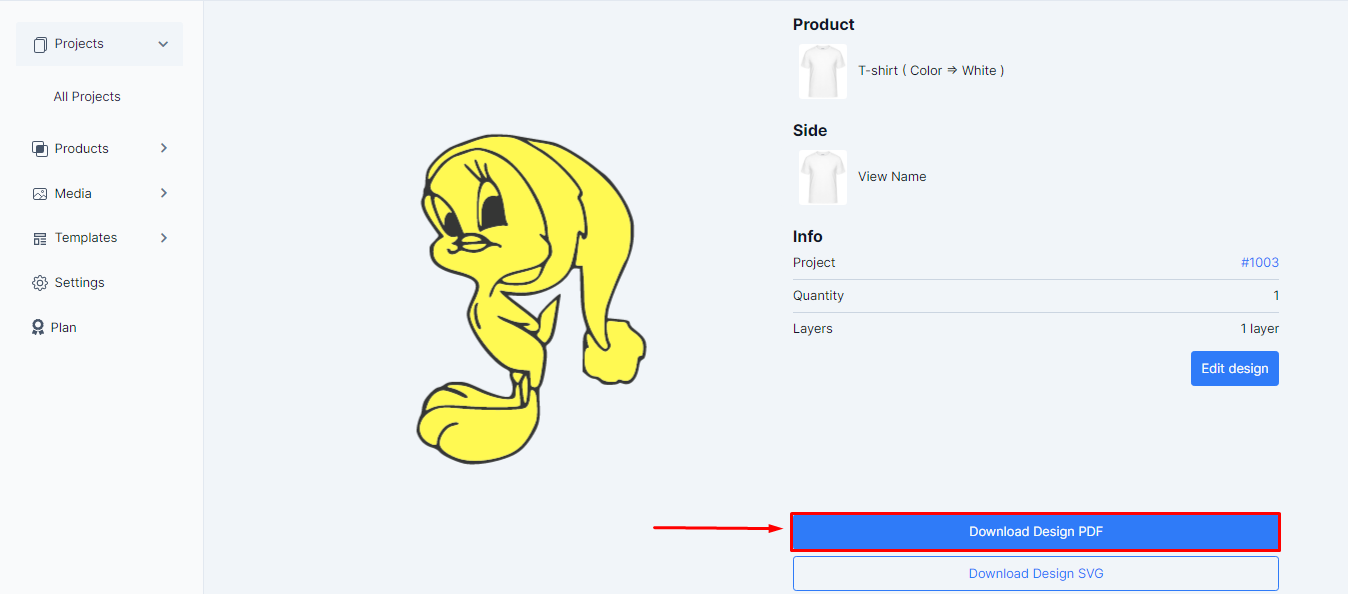 Projects
All Projects
Products
Media
Templates
Settings
Plan
Product
T-shirt ( Color => White )
Side
View Name
Info
Project #1003
Quantity 1
Layers 1 layer
Edit design
Download Design PDF
Download Design SVG